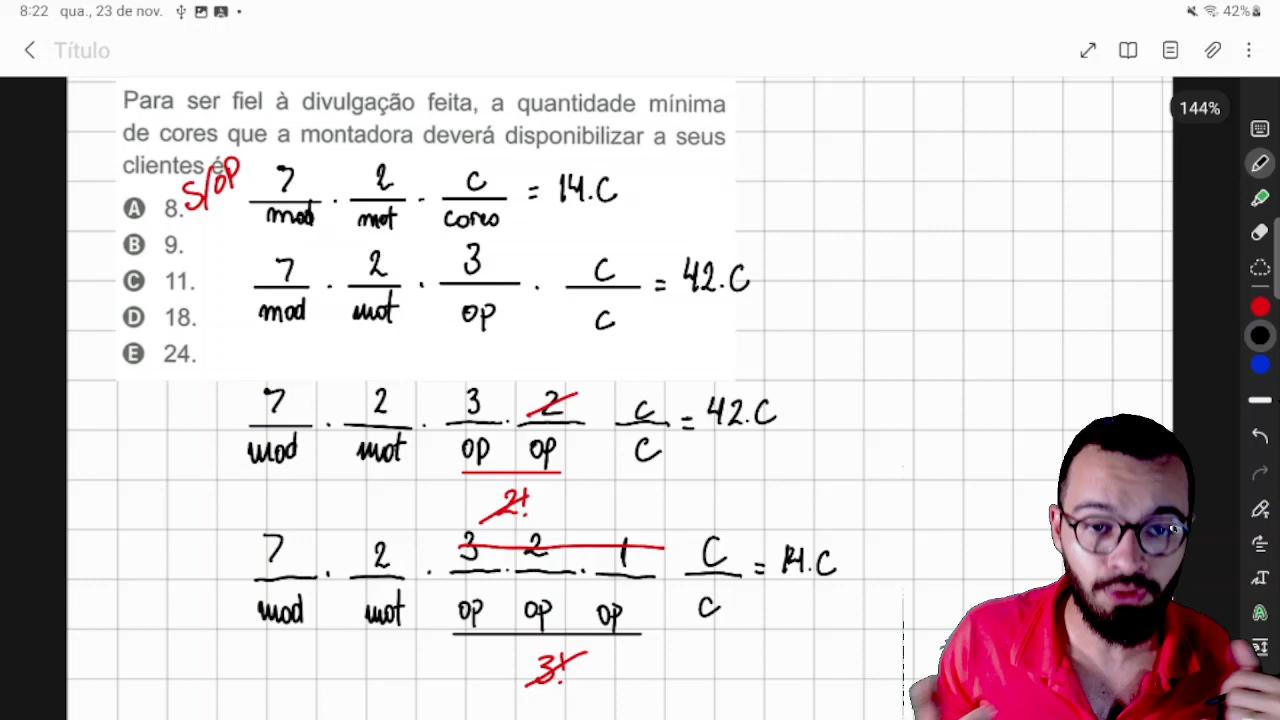 8:22 qua., 23 de nov.
42%
Título
144%
Para ser fiel à divulgação feita, a quantidade mínima
de cores que a montadora deverá disponibilizar a seus
clientes é
S/OP
A 8.
B 9.
C 11.
D 18.
E 24.
7 . 2 . C = 14.C
mod mot cores
7 . 2 . 3 . C = 42.C
mod mot op C
7 . 2 . 3 . 2 C = 42.C
mod mot op op C
2!
7 . 2 . 3 . 2 . 1 C = 14.C
mod mot op op op C
3!